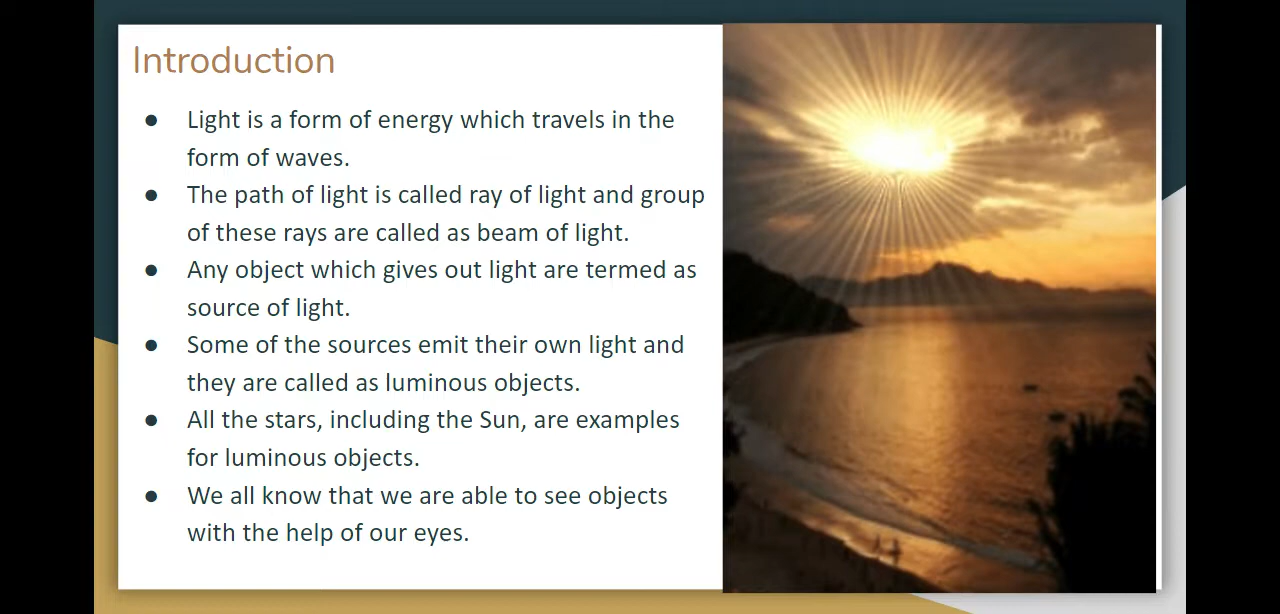 Introduction
● Light is a form of energy which travels in the
form of waves.
● The path of light is called ray of light and group
of these rays are called as beam of light.
● Any object which gives out light are termed as
source of light.
● Some of the sources emit their own light and
they are called as luminous objects.
● All the stars, including the Sun, are examples
for luminous objects.
● We all know that we are able to see objects
with the help of our eyes.